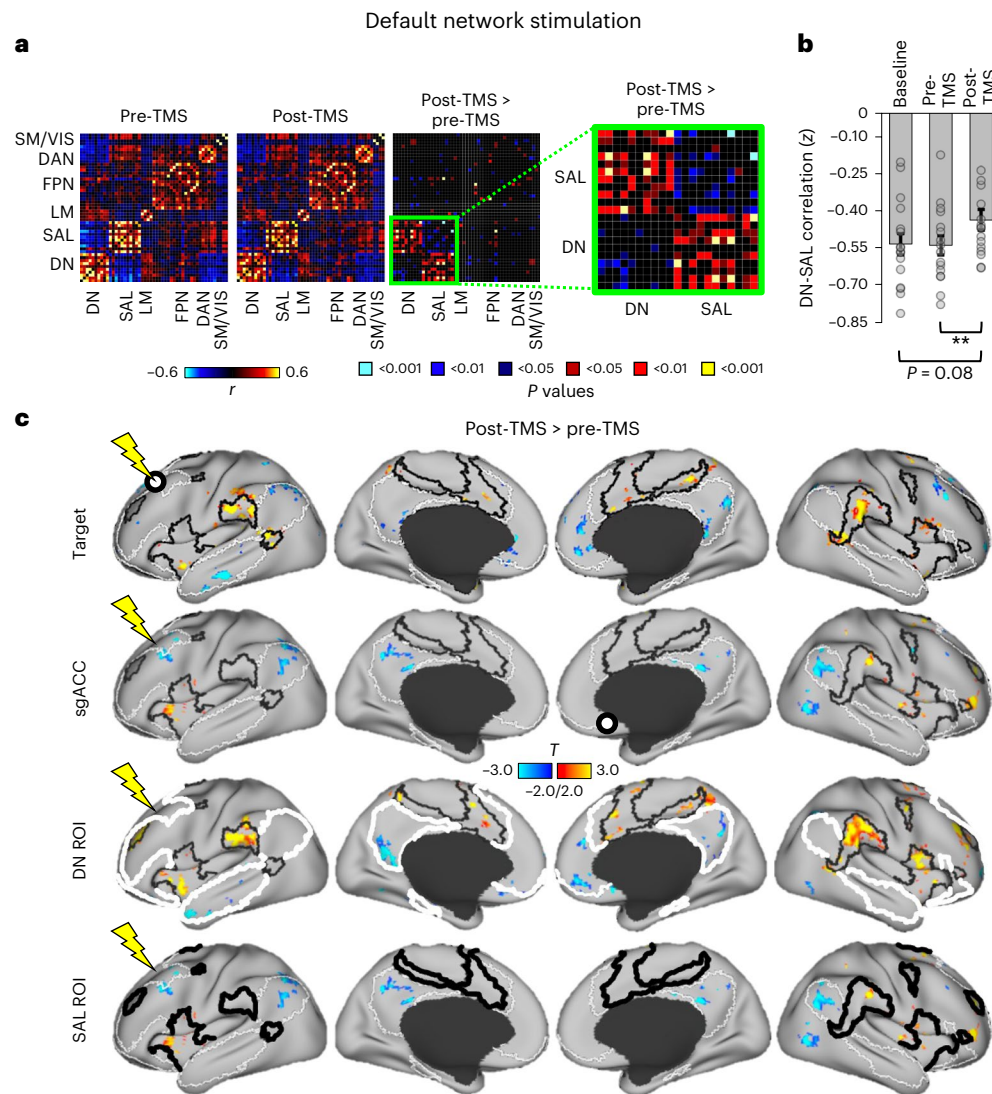 Default network stimulation
a
Pre-TMS
Post-TMS
Post-TMS >
pre-TMS
Post-TMS >
pre-TMS
SM/VIS
DAN
FPN
LM
SAL
DN
DN
SAL
LM
FPN
DAN
SM/VIS
DN
SAL
LM
FPN
DAN
SM/VIS
DN
SAL
LM
FPN
DAN
SM/VIS
SAL
DN
DN
SAL
–0.6
0.6
r
<0.001
<0.01
<0.05
<0.05
<0.01
<0.001
P values
b
Baseline
Pre-
TMS
Post-
TMS
DN-SAL correlation (z)
0
–0.10
–0.25
–0.40
–0.55
–0.70
–0.85
**
P = 0.08
c
Post-TMS > pre-TMS
Target
sgACC
T
–3.0
3.0
–2.0/2.0
DN ROI
SAL ROI